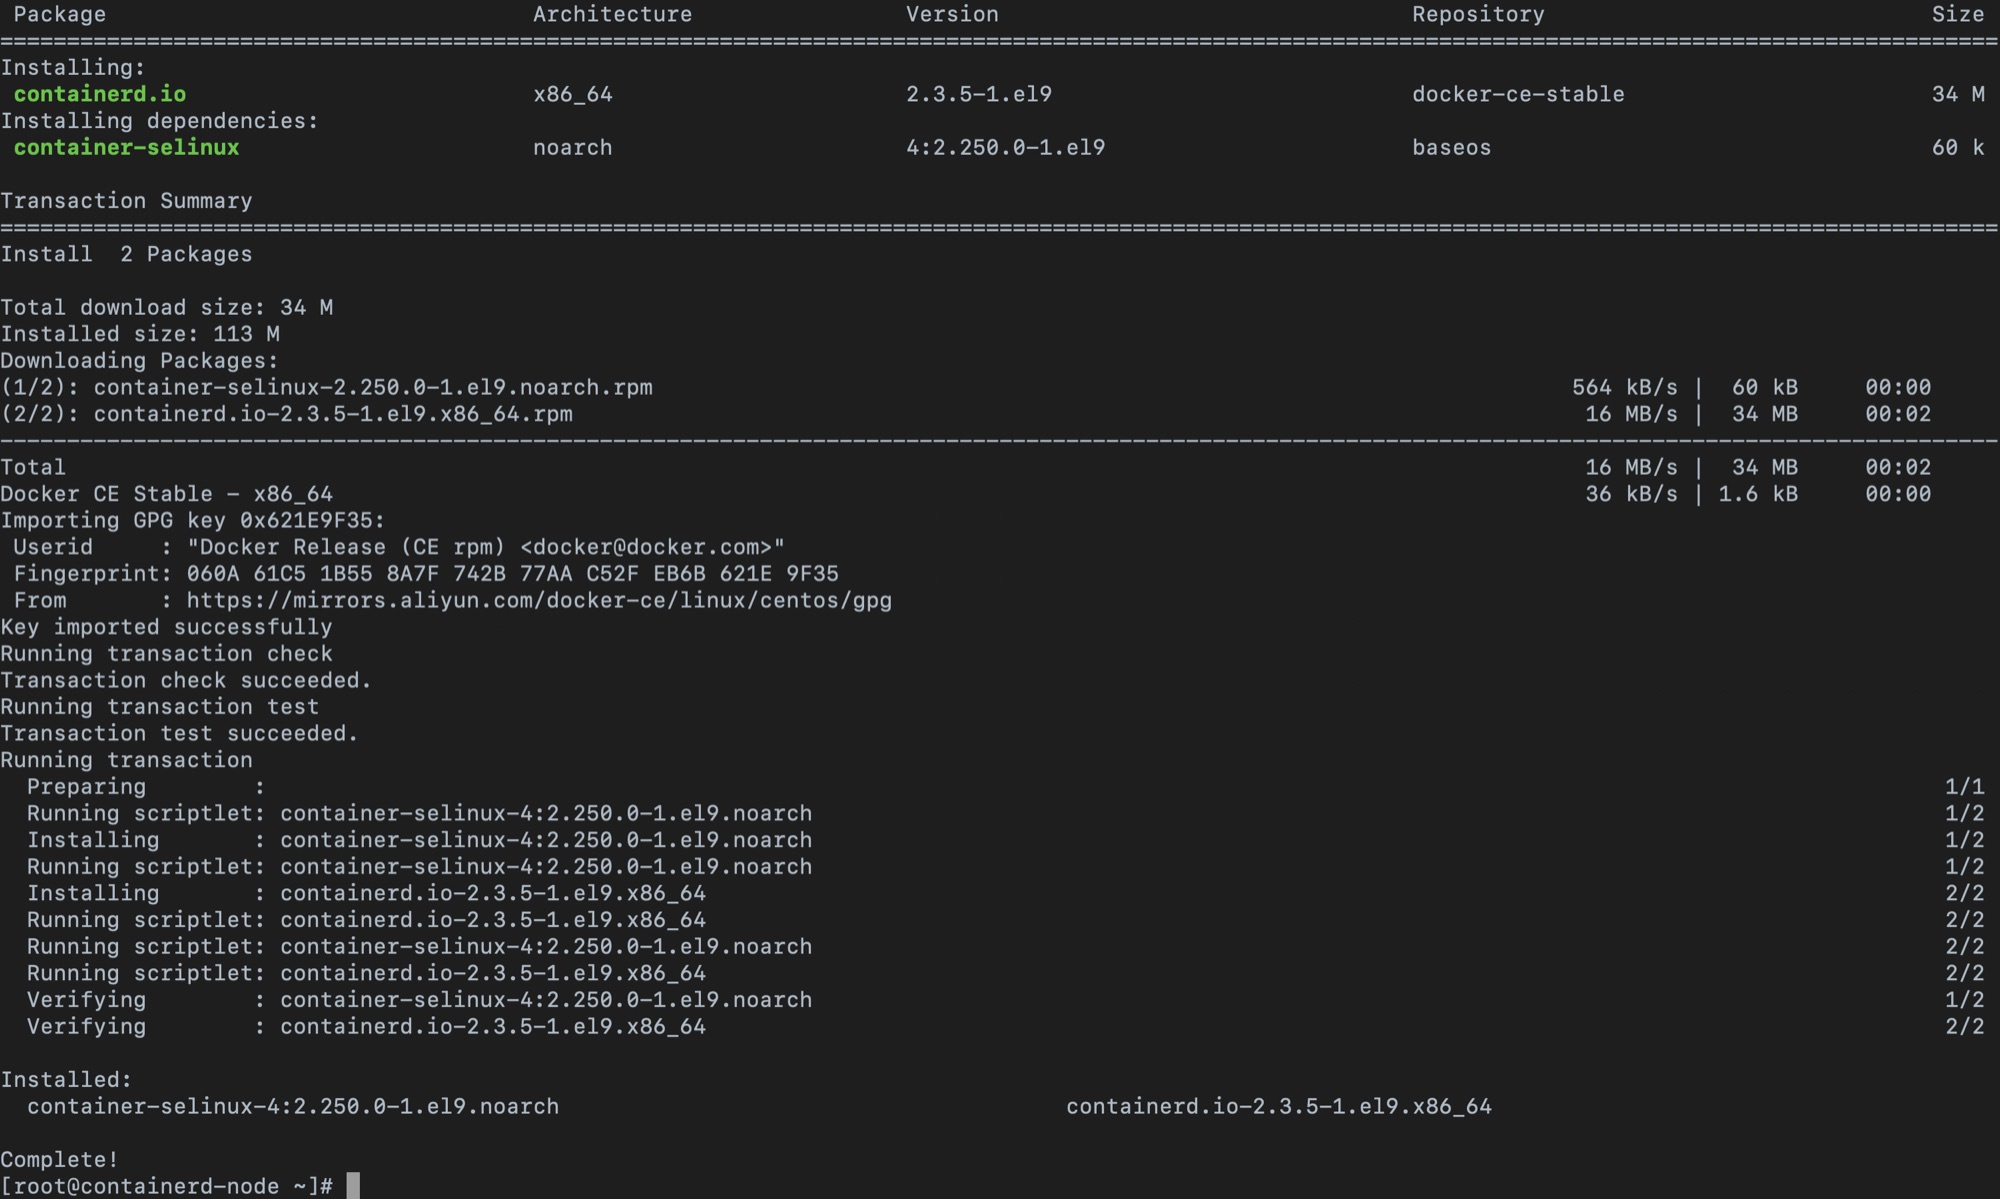 Package Architecture Version Repository Size
================================================================================
Installing:
containerd.io x86_64 2.3.5-1.el9 docker-ce-stable 34 M
Installing dependencies:
container-selinux noarch 4:2.250.0-1.el9 baseos 60 k
Transaction Summary
================================================================================
Install 2 Packages
Total download size: 34 M
Installed size: 113 M
Downloading Packages:
(1/2): container-selinux-2.250.0-1.el9.noarch.rpm 564 kB/s | 60 kB 00:00
(2/2): containerd.io-2.3.5-1.el9.x86_64.rpm 16 MB/s | 34 MB 00:02
--------------------------------------------------------------------------------
Total 16 MB/s | 34 MB 00:02
Docker CE Stable - x86_64 36 kB/s | 1.6 kB 00:00
Importing GPG key 0x621E9F35:
Userid : "Docker Release (CE rpm) <docker@docker.com>"
Fingerprint: 060A 61C5 1B55 8A7F 742B 77AA C52F EB6B 621E 9F35
From : https://mirrors.aliyun.com/docker-ce/linux/centos/gpg
Key imported successfully
Running transaction check
Transaction check succeeded.
Running transaction test
Transaction test succeeded.
Running transaction
Preparing : 1/1
Running scriptlet: container-selinux-4:2.250.0-1.el9.noarch 1/2
Installing : container-selinux-4:2.250.0-1.el9.noarch 1/2
Running scriptlet: container-selinux-4:2.250.0-1.el9.noarch 1/2
Installing : containerd.io-2.3.5-1.el9.x86_64 2/2
Running scriptlet: containerd.io-2.3.5-1.el9.x86_64 2/2
Running scriptlet: container-selinux-4:2.250.0-1.el9.noarch 2/2
Running scriptlet: containerd.io-2.3.5-1.el9.x86_64 2/2
Verifying : container-selinux-4:2.250.0-1.el9.noarch 1/2
Verifying : containerd.io-2.3.5-1.el9.x86_64 2/2
Installed:
container-selinux-4:2.250.0-1.el9.noarch containerd.io-2.3.5-1.el9.x86_64
Complete!
[root@containerd-node ~]#